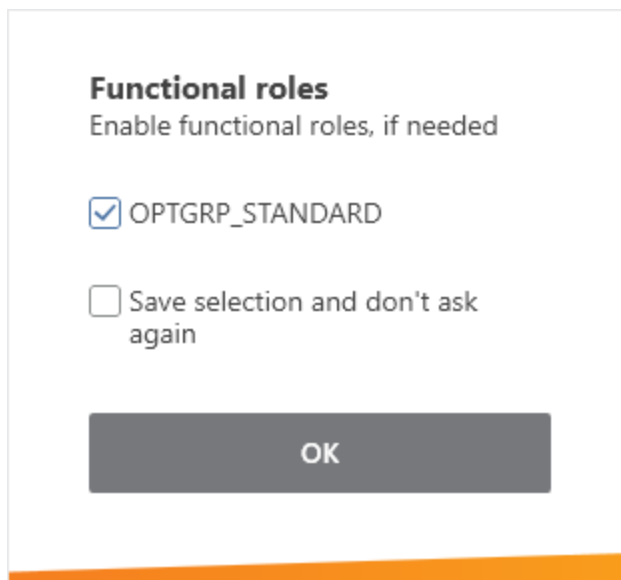 Functional roles
Enable functional roles, if needed
OPTGRP_STANDARD
Save selection and don't ask
again
OK